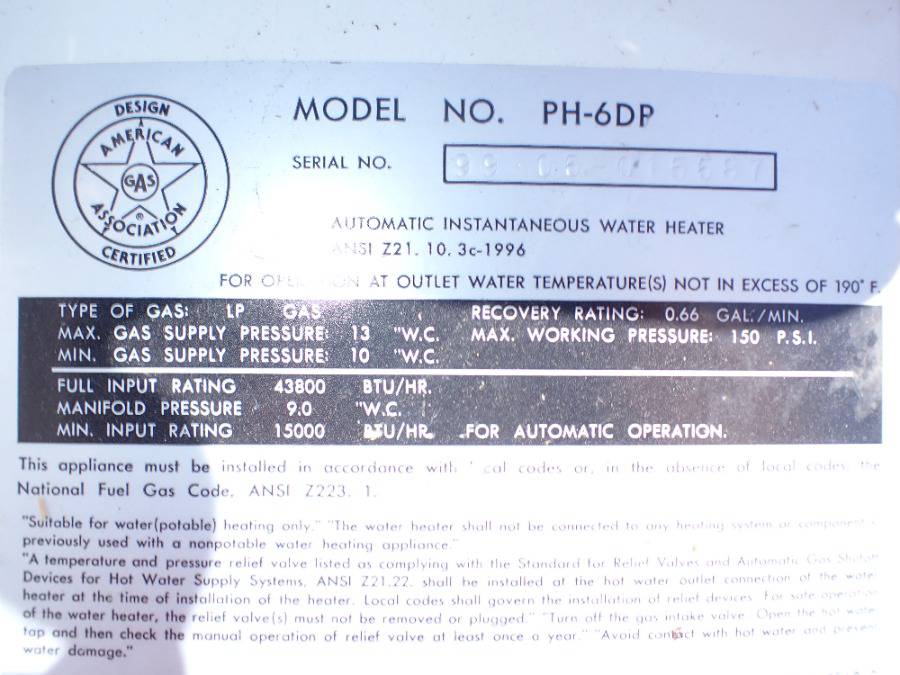 DESIGN
AMERICAN
GAS
®
ASSOCIATION
CERTIFIED
MODEL NO. PH-6DP
SERIAL NO. 99 05-015587
AUTOMATIC INSTANTANEOUS WATER HEATER
ANSI Z21. 10. 3c-1996
FOR OPERATION AT OUTLET WATER TEMPERATURE(S) NOT IN EXCESS OF 190° F.
TYPE OF GAS: LP GAS RECOVERY RATING: 0.66 GAL./MIN.
MAX. GAS SUPPLY PRESSURE: 13 "W.C. MAX. WORKING PRESSURE: 150 P.S.I.
MIN. GAS SUPPLY PRESSURE: 10 "W.C.
FULL INPUT RATING 43800 BTU/HR.
MANIFOLD PRESSURE 9.0 "W.C.
MIN. INPUT RATING 15000 BTU/HR. FOR AUTOMATIC OPERATION.
This appliance must be installed in accordance with cal codes or, in the absence of local codes, the
National Fuel Gas Code, ANSI Z223. 1.
"Suitable for water(potable) heating only." "The water heater shall not be connected to any heating system or component
previously used with a nonpotable water heating appliance."
"A temperature and pressure relief valve listed as complying with the Standard for Relief Valves and Automatic Gas Shutoff
Devices for Hot Water Supply Systems, ANSI Z21.22. shall he installed at the hot water outlet connection of the water
heater at the time of installation of the heater. Local codes shall govern the installation of relief devices. For safe operation
of the water heater, the relief valve(s) must not be removed or plugged." "Turn off the gas intake valve. Open the hot water
tap and then check the manual operation of relief valve at least once a year." "Avoid contact with hot water and prevent
water damage."